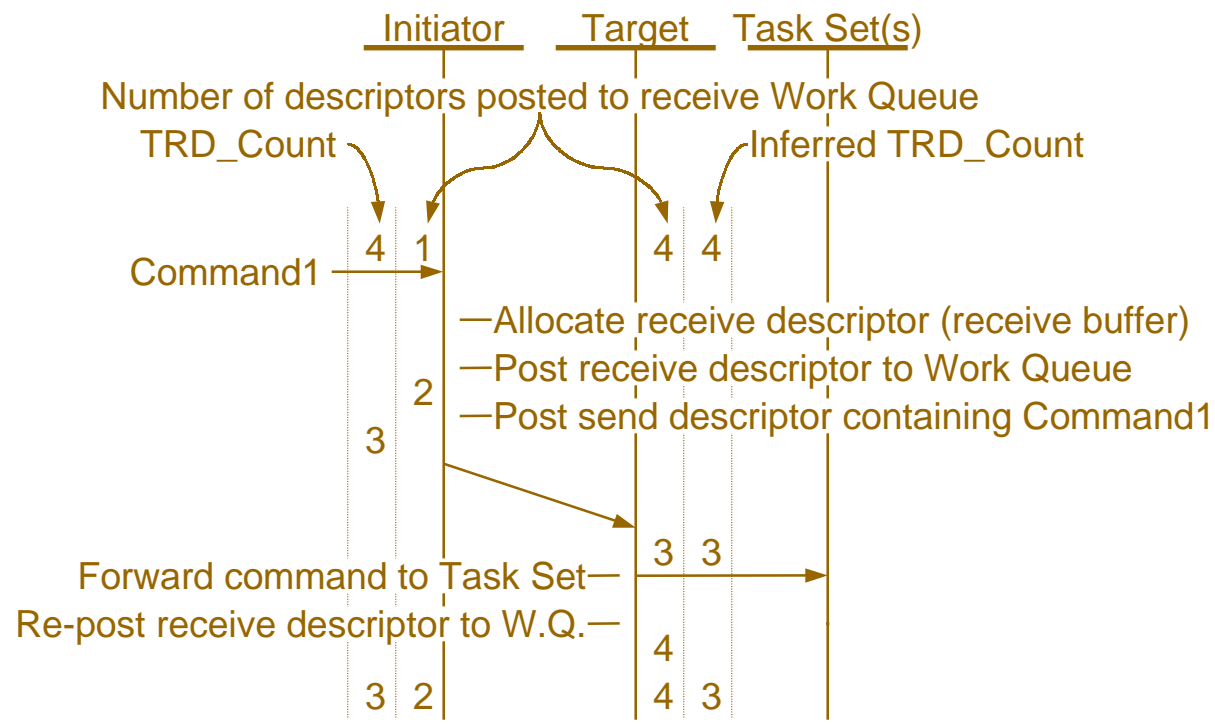 Initiator Target Task Set(s)
Number of descriptors posted to receive Work Queue
TRD_Count Inferred TRD_Count
4 1 4 4
Command1
Allocate receive descriptor (receive buffer)
Post receive descriptor to Work Queue
2
Post send descriptor containing Command1
3
3 3
Forward command to Task Set
Re-post receive descriptor to W.Q.
4
3 2 4 3